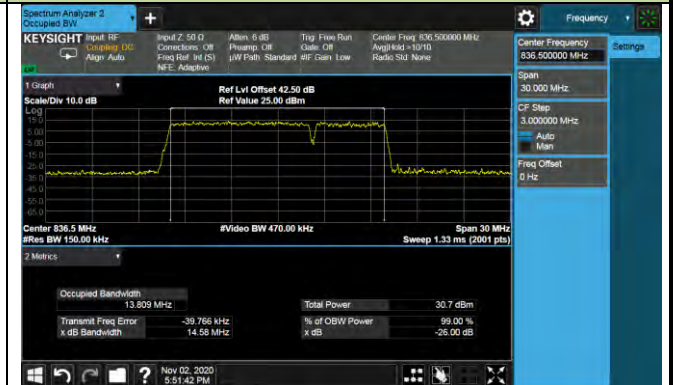 Spectrum Analyzer 2
Occupied BW
+
Frequency
KEYSIGHT Input: RF
Coupling: DC
Align: Auto
Input Z: 50 Ω
Corrections: Off
Freq Ref: Int (S)
NFE: Adaptive
Atten: 6 dB
Preamp: Off
µW Path: Standard
Trig: Free Run
Gate: Off
#IF Gain: Low
Center Freq: 836.500000 MHz
Avg|Hold >10/10
Radio Std: None
Center Frequency
836.500000 MHz
Settings
Span
30.000 MHz
CF Step
3.000000 MHz
Auto
Man
Freq Offset
0 Hz
1 Graph
Scale/Div 10.0 dB
Ref Lvl Offset 42.50 dB
Ref Value 25.00 dBm
Log
15.0
5.00
-5.00
-15.0
-25.0
-35.0
-45.0
-55.0
-65.0
Center 836.5 MHz
#Video BW 470.00 kHz
Span 30 MHz
#Res BW 150.00 kHz
Sweep 1.33 ms (2001 pts)
2 Metrics
Occupied Bandwidth
13.809 MHz
Total Power 30.7 dBm
Transmit Freq Error -39.766 kHz
% of OBW Power 99.00 %
x dB Bandwidth 14.58 MHz
x dB -26.00 dB
?
Nov 02, 2020
5:51:42 PM